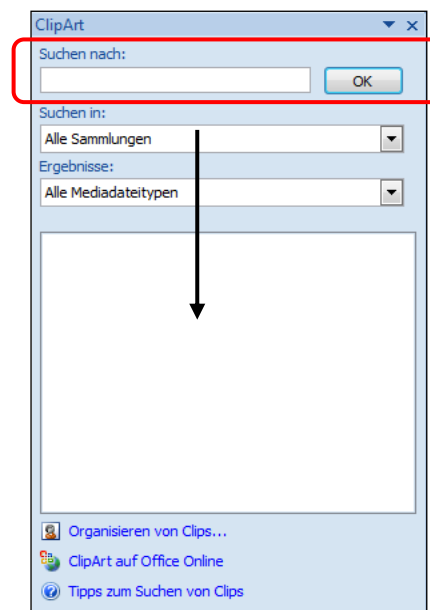 ClipArt
Suchen nach:
OK
Suchen in:
Alle Sammlungen
Ergebnisse:
Alle Mediadateitypen
Organisieren von Clips...
ClipArt auf Office Online
Tipps zum Suchen von Clips